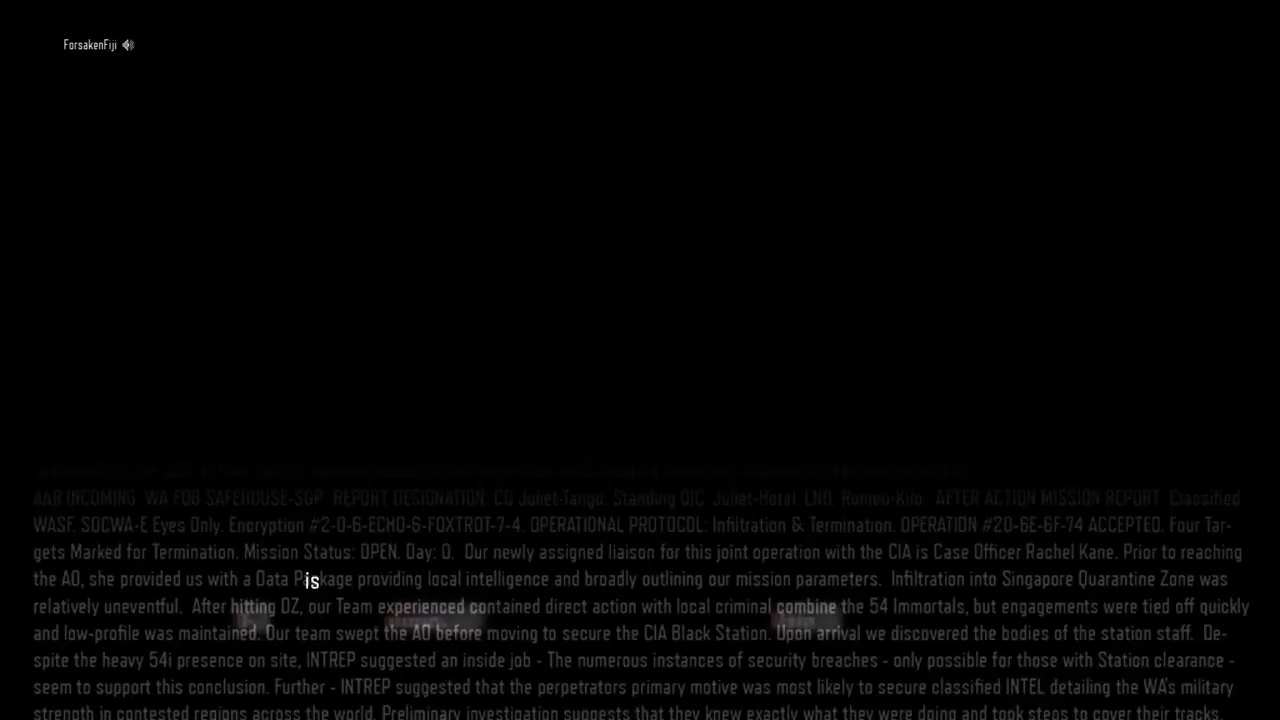 ForsakenFiji
AAR INCOMING. WA FOB SAFEHOUSE-SGP. REPORT DESIGNATION. CO Juliet-Tango. Standing OIC Juliet-Hotel. LNO. Romeo-Kilo. AFTER ACTION MISSION REPORT. Classified
WASF. SOCWA-E Eyes Only. Encryption #2-0-6-ECHO-6-FOXTROT-7-4. OPERATIONAL PROTOCOL: Infiltration & Termination. OPERATION #20-6E-6F-74 ACCEPTED. Four Tar-
gets Marked for Termination. Mission Status: OPEN. Day: 0. Our newly assigned liaison for this joint operation with the CIA is Case Officer Rachel Kane. Prior to reaching
the AO, she provided us with a Data Package providing local intelligence and broadly outlining our mission parameters. Infiltration into Singapore Quarantine Zone was
is
relatively uneventful. After hitting DZ, our Team experienced contained direct action with local criminal combine the 54 Immortals, but engagements were tied off quickly
and low-profile was maintained. Our team swept the AO before moving to secure the CIA Black Station. Upon arrival we discovered the bodies of the station staff. De-
spite the heavy 54i presence on site, INTREP suggested an inside job - The numerous instances of security breaches - only possible for those with Station clearance -
seem to support this conclusion. Further - INTREP suggested that the perpetrators primary motive was most likely to secure classified INTEL detailing the WA's military
strength in contested regions across the world. Preliminary investigation suggests that they knew exactly what they were doing and took steps to cover their tracks.